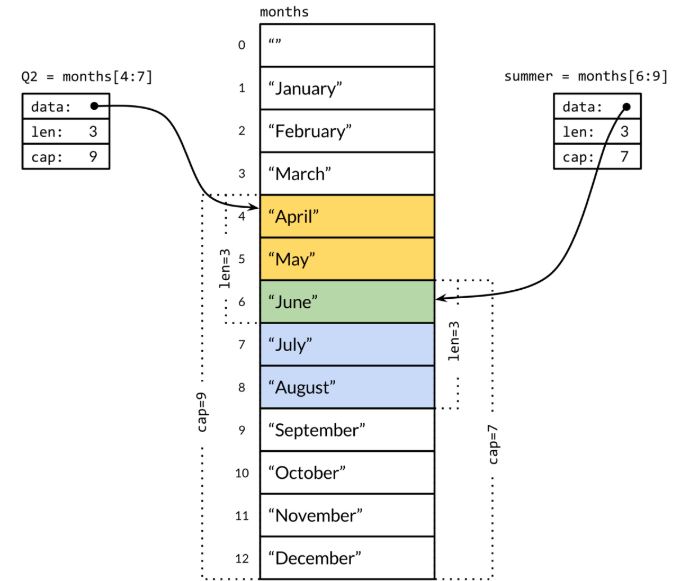 months
Q2 = months[4:7]
data:
len: 3
cap: 9
summer = months[6:9]
data:
len: 3
cap: 7
0 “”
1 “January”
2 “February”
3 “March”
4 “April”
5 “May”
6 “June”
7 “July”
8 “August”
9 “September”
10 “October”
11 “November”
12 “December”
len=3
cap=9
len=3
cap=7